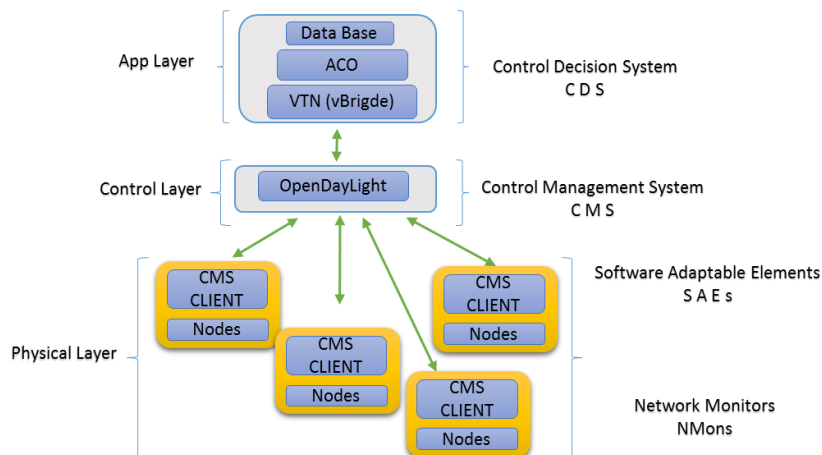 Data Base
App Layer
ACO
Control Decision System
C D S
VTN (vBrigde)
Control Layer
OpenDayLight
Control Management System
C M S
CMS
CLIENT
Nodes
CMS
CLIENT
Nodes
Software Adaptable Elements
S A E s
CMS
CLIENT
Nodes
Physical Layer
CMS
CLIENT
Nodes
Network Monitors
NMons